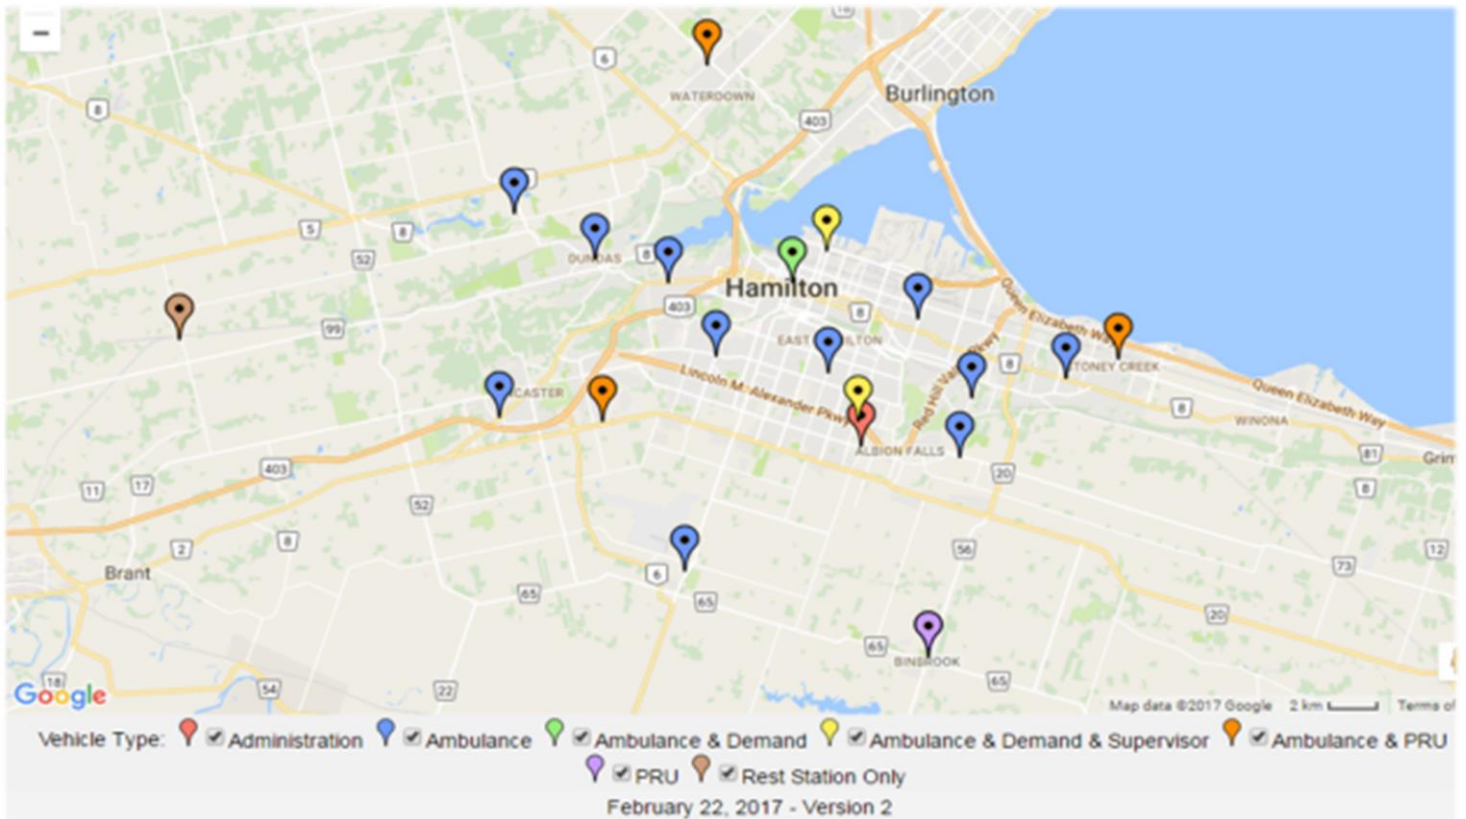 16
6
WATERDOWN
Burlington
8
403
5
8
52
DUNDAS
8
Hamilton
403
8
99
EAST
ILTON
Queen Elizabeth Way
8
STONEY CREEK
Lincoln M. Alexander Pkwy
Red Hill Val
Pkwy
CASTER
8
WINONA
Queen Elizabeth Way
ALBION FALLS
81
Grim
403
20
11
17
52
8
2
8
56
12
Brant
6
73
65
65
20
65
BINBROOK
65
18
Google
54
22
Map data ©2017 Google 2 km Terms of
Vehicle Type: Administration Ambulance Ambulance & Demand Ambulance & Demand & Supervisor Ambulance & PRU
PRU Rest Station Only
February 22, 2017 - Version 2